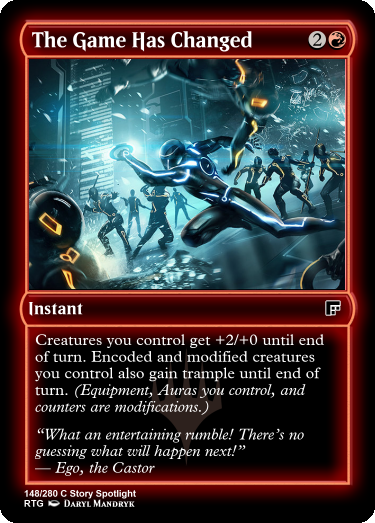 The Game Has Changed 2
Instant
Creatures you control get +2/+0 until end
of turn. Encoded and modified creatures
you control also gain trample until end of
turn. (Equipment, Auras you control, and
counters are modifications.)
“What an entertaining rumble! There’s no
guessing what will happen next!”
— Ego, the Castor
148/280 C Story Spotlight
RTG DARYL MANDRYK